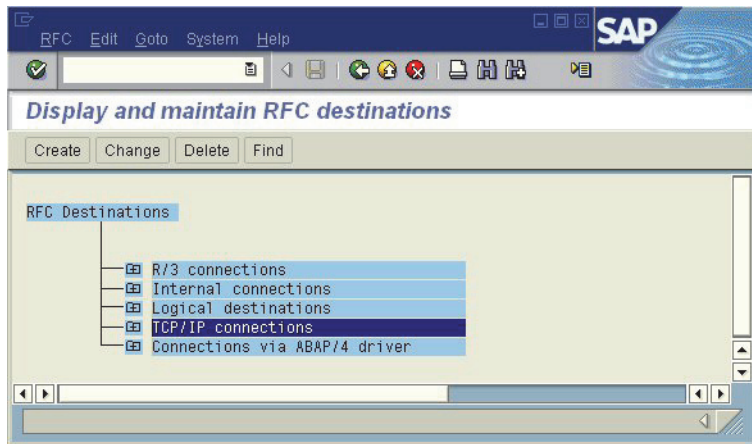 RFC Edit Goto System Help
SAP
Display and maintain RFC destinations
Create Change Delete Find
RFC Destinations
R/3 connections
Internal connections
Logical destinations
TCP/IP connections
Connections via ABAP/4 driver